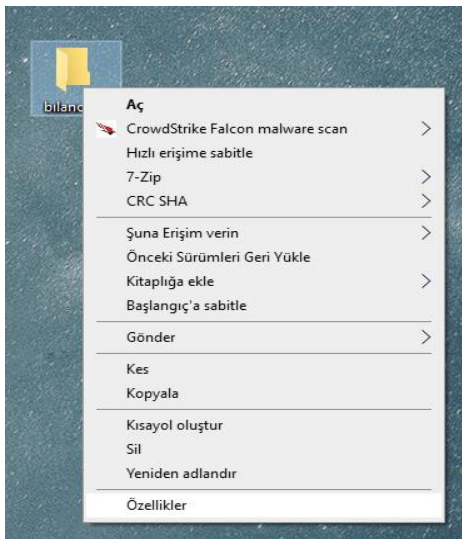 bilanc
Aç
CrowdStrike Falcon malware scan
Hızlı erişime sabitle
7-Zip
CRC SHA
Şuna Erişim verin
Önceki Sürümleri Geri Yükle
Kitaplığa ekle
Başlangıç'a sabitle
Gönder
Kes
Kopyala
Kısayol oluştur
Sil
Yeniden adlandır
Özellikler